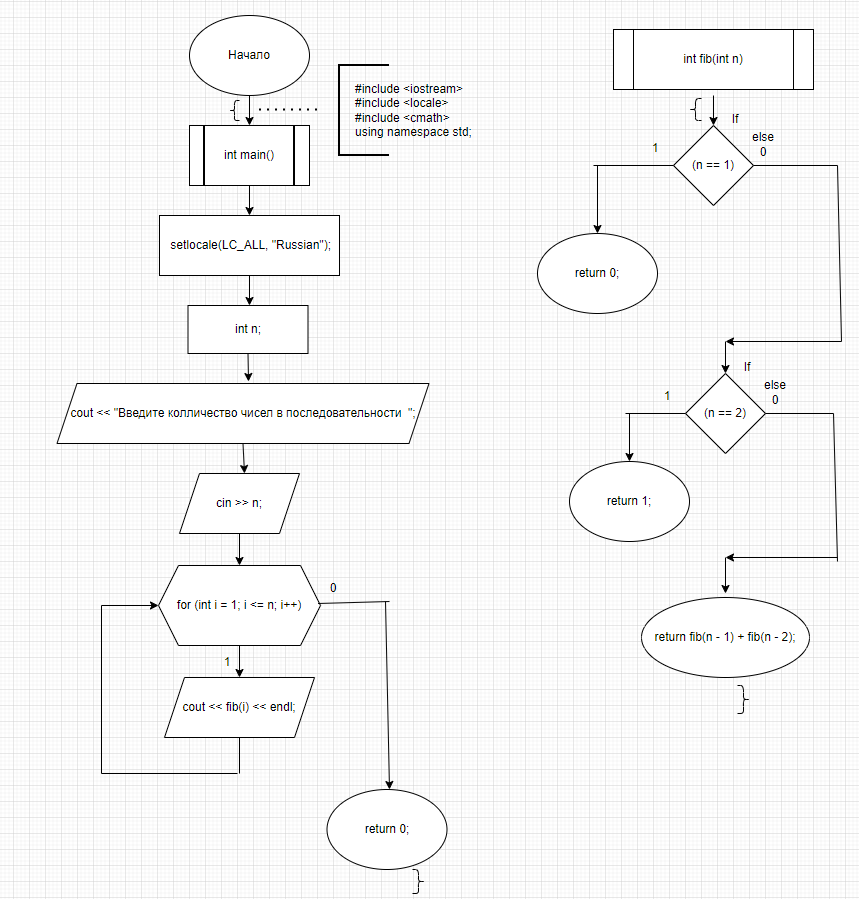 Начало
{
#include <iostream>
#include <locale>
#include <cmath>
using namespace std;
int main()
setlocale(LC_ALL, "Russian");
int n;
cout << "Введите колличество чисел в последовательности ";
cin >> n;
for (int i = 1; i <= n; i++)
0
1
cout << fib(i) << endl;
return 0;
}
int fib(int n)
{
If
(n == 1)
1
else
0
return 0;
If
(n == 2)
1
else
0
return 1;
return fib(n - 1) + fib(n - 2);
}